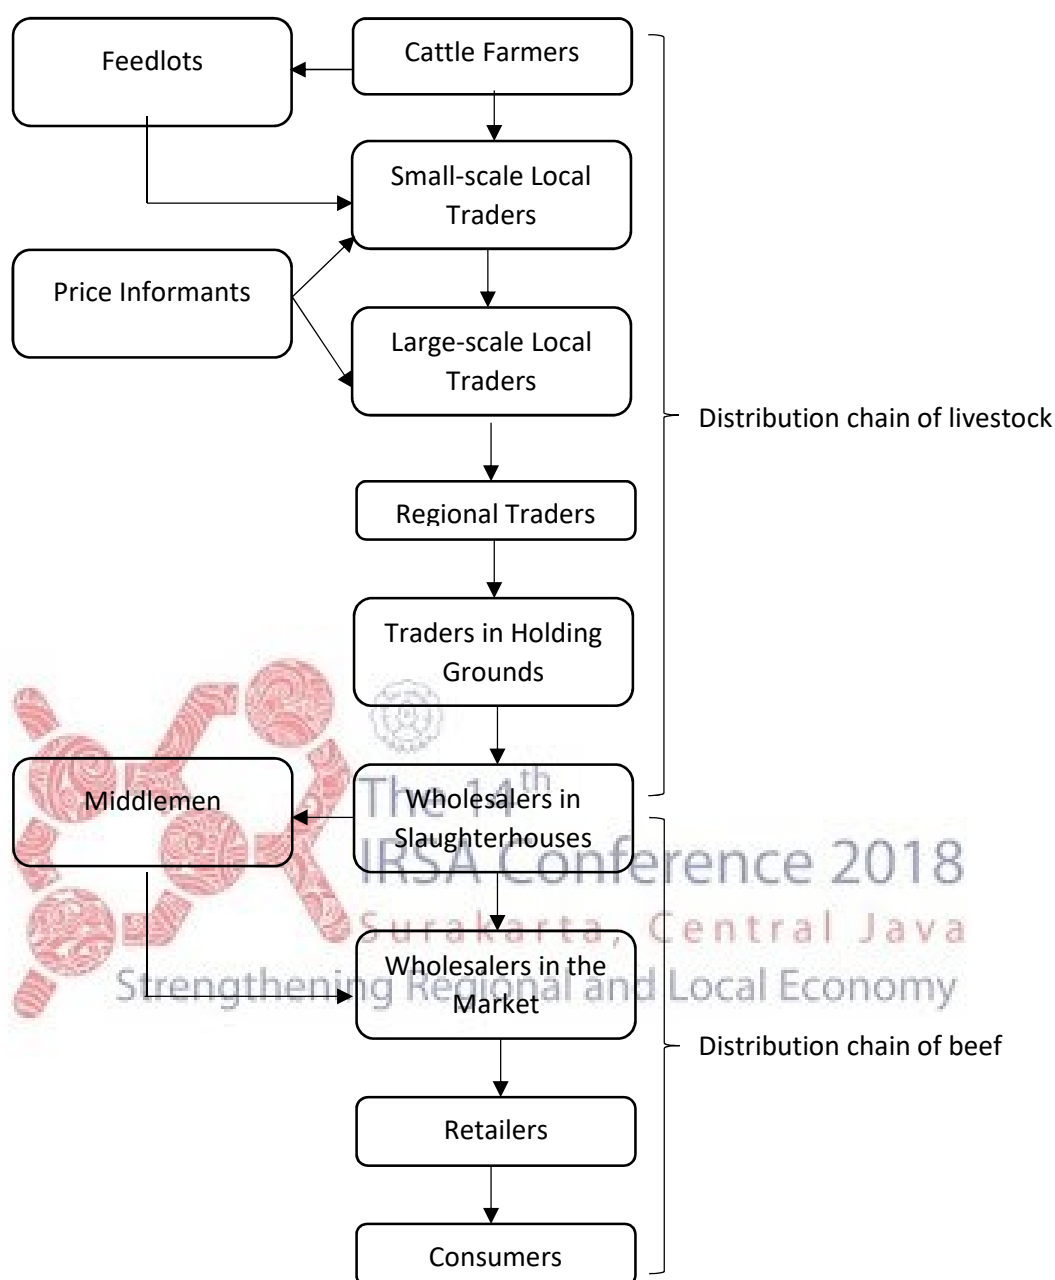 Feedlots
Cattle Farmers
Small-scale Local
Traders
Price Informants
Large-scale Local
Traders
Distribution chain of livestock
Regional Traders
Traders in Holding
Grounds
The 14th
Middlemen
Wholesalers in
Slaughterhouses
IRSA Conference 2018
Surakarta, Central Java
Wholesalers in the
Market
Strengthening Regional and Local Economy
Distribution chain of beef
Retailers
Consumers